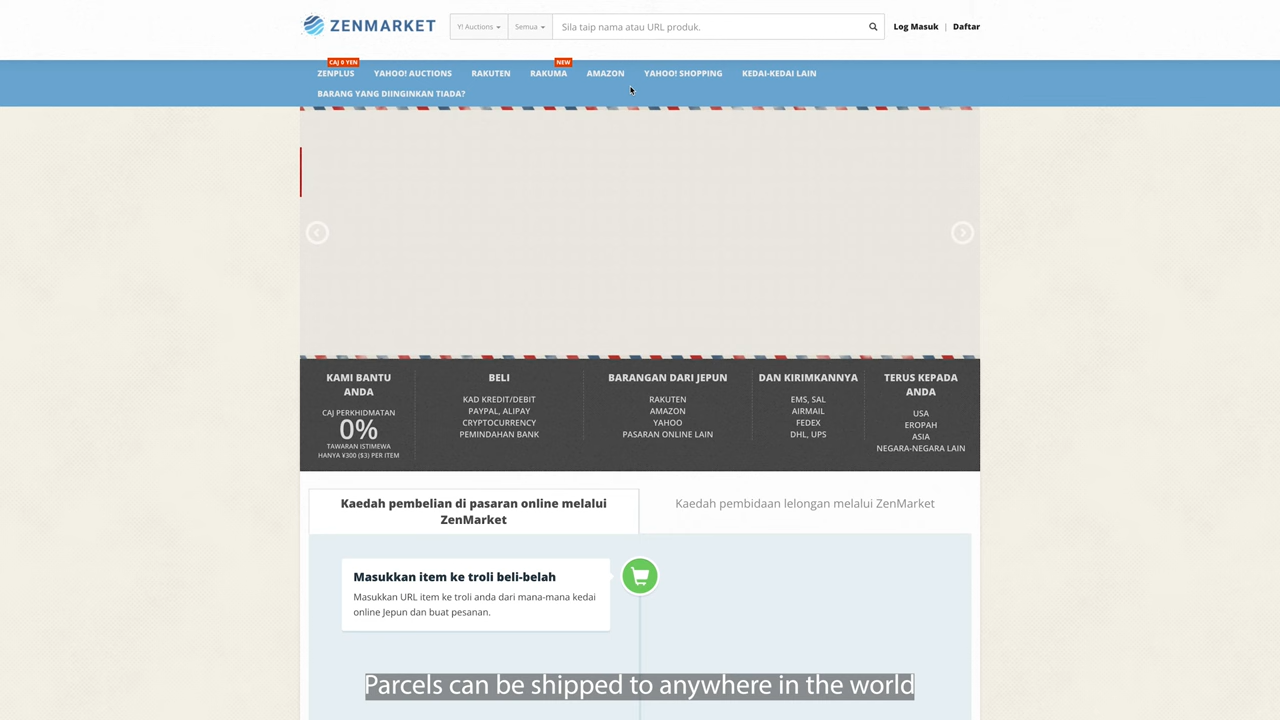 ZENMARKET
YI Auctions
Semua
Sila taip nama atau URL produk.
Log Masuk | Daftar
CAJ 0 YEN
NEW
ZENPLUS
YAHOO! AUCTIONS
RAKUTEN
RAKUMA
AMAZON
YAHOO! SHOPPING
KEDAI-KEDAI LAIN
BARANG YANG DIINGINKAN TIADA?
KAMI BANTU
ANDA
CAJ PERKHIDMATAN
0%
TAWARAN ISTIMEWA
HANYA ¥300 ($3) PER ITEM
BELI
KAD KREDIT/DEBIT
PAYPAL, ALIPAY
CRYPTOCURRENCY
PEMINDAHAN BANK
BARANGAN DARI JEPUN
RAKUTEN
AMAZON
YAHOO
PASARAN ONLINE LAIN
DAN KIRIMKANNYA
EMS, SAL
AIRMAIL
FEDEX
DHL, UPS
TERUS KEPADA
ANDA
USA
EROPAH
ASIA
NEGARA-NEGARA LAIN
Kaedah pembelian di pasaran online melalui
ZenMarket
Kaedah pembidaan lelongan melalui ZenMarket
Masukkan item ke troli beli-belah
Masukkan URL item ke troli anda dari mana-mana kedai
online Jepun dan buat pesanan.
Parcels can be shipped to anywhere in the world